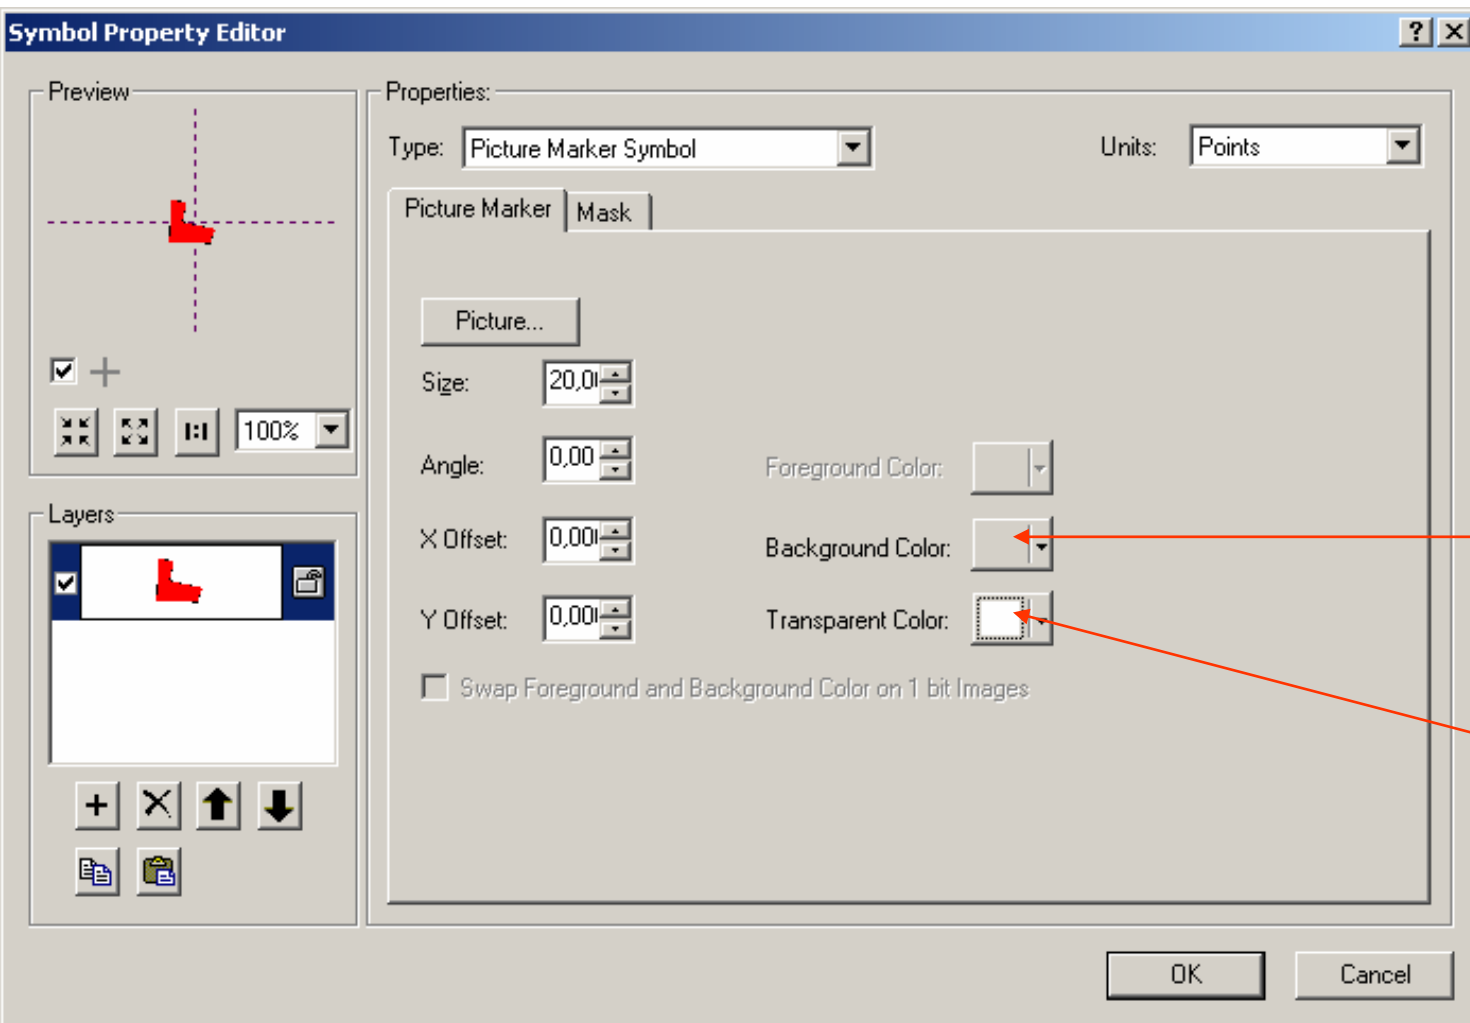 Symbol Property Editor
Preview
100%
Layers
Properties:
Type: Picture Marker Symbol
Units: Points
Picture Marker Mask
Picture...
Size: 20,0
Angle: 0,00
Foreground Color:
X Offset: 0,00
Background Color:
Y Offset: 0,00
Transparent Color:
Swap Foreground and Background Color on 1 bit Images
OK Cancel